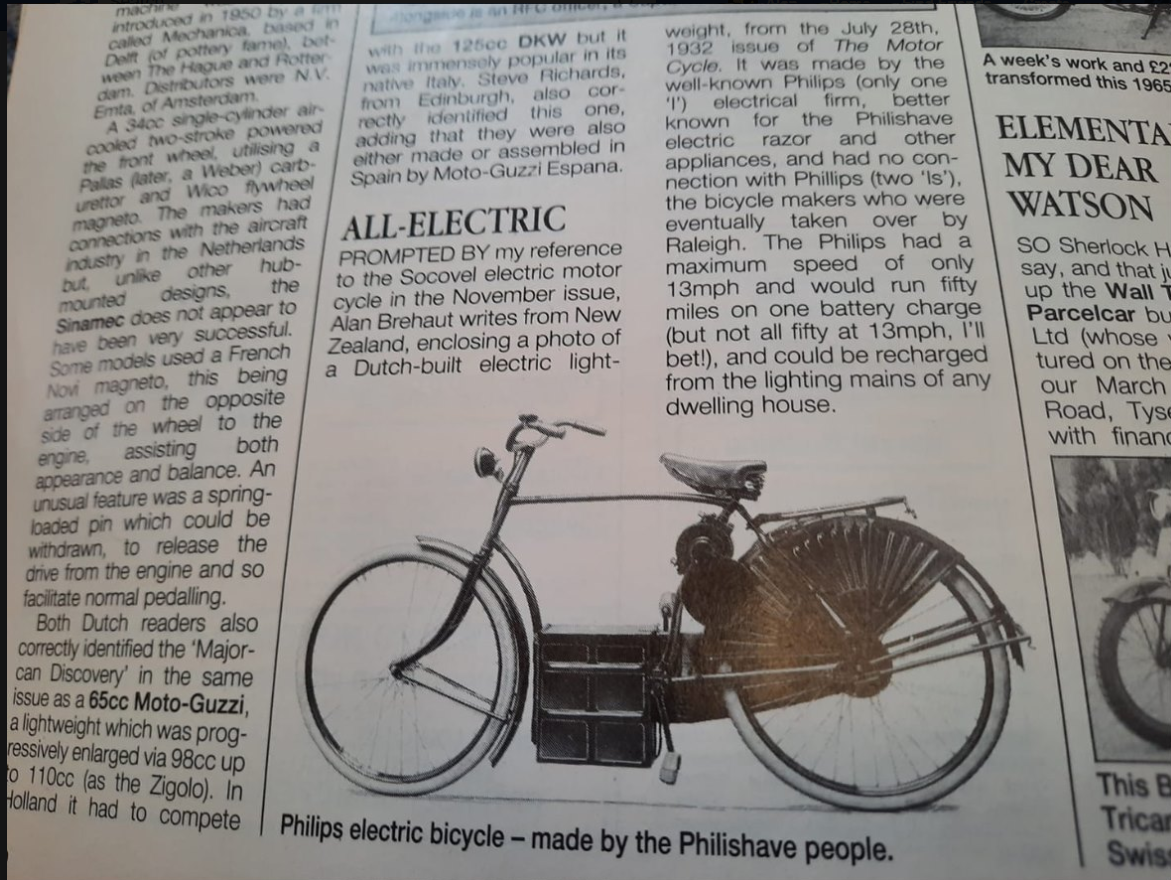 machine
introduced in 1950 by a firm
called Mechanica, based in
Delft (of pottery fame), bet-
ween The Hague and Rotter-
dam. Distributors were N.V.
Emta, of Amsterdam.
A 34cc single-cylinder air-
cooled two-stroke powered
the front wheel, utilising a
Pallas (later, a Weber) carb-
urettor and Wico flywheel
magneto. The makers had
connections with the aircraft
industry in the Netherlands
but, unlike other hub-
mounted designs, the
Sinamec does not appear to
have been very successful.
Some models used a French
Novi magneto, this being
arranged on the opposite
side of the wheel to the
engine, assisting both
appearance and balance. An
unusual feature was a spring-
loaded pin which could be
withdrawn, to release the
drive from the engine and so
facilitate normal pedalling.
Both Dutch readers also
correctly identified the 'Major-
can Discovery' in the same
issue as a 65cc Moto-Guzzi,
a lightweight which was prog-
ressively enlarged via 98cc up
to 110cc (as the Zigolo). In
Holland it had to compete
alongside is an RFC officer, a
with the 125cc DKW but it
was immensely popular in its
native Italy. Steve Richards,
from Edinburgh, also cor-
rectly identified this one,
adding that they were also
either made or assembled in
Spain by Moto-Guzzi Espana.
ALL-ELECTRIC
PROMPTED BY my reference
to the Socovel electric motor
cycle in the November issue,
Alan Brehaut writes from New
Zealand, enclosing a photo of
a Dutch-built electric light-
weight, from the July 28th,
1932 issue of The Motor
Cycle. It was made by the
well-known Philips (only one
'l') electrical firm, better
known for the Philishave
electric razor and other
appliances, and had no con-
nection with Phillips (two 'ls'),
the bicycle makers who were
eventually taken over by
Raleigh. The Philips had a
maximum speed of only
13mph and would run fifty
miles on one battery charge
(but not all fifty at 13mph, I'll
bet!), and could be recharged
from the lighting mains of any
dwelling house.
Philips electric bicycle – made by the Philishave people.
A week's work and £2
transformed this 1965
ELEMENTA
MY DEAR
WATSON
SO Sherlock H
say, and that ju
up the Wall T
Parcelcar bu
Ltd (whose
tured on the
our March
Road, Tyse
with financ
This B
Trican
Swiss